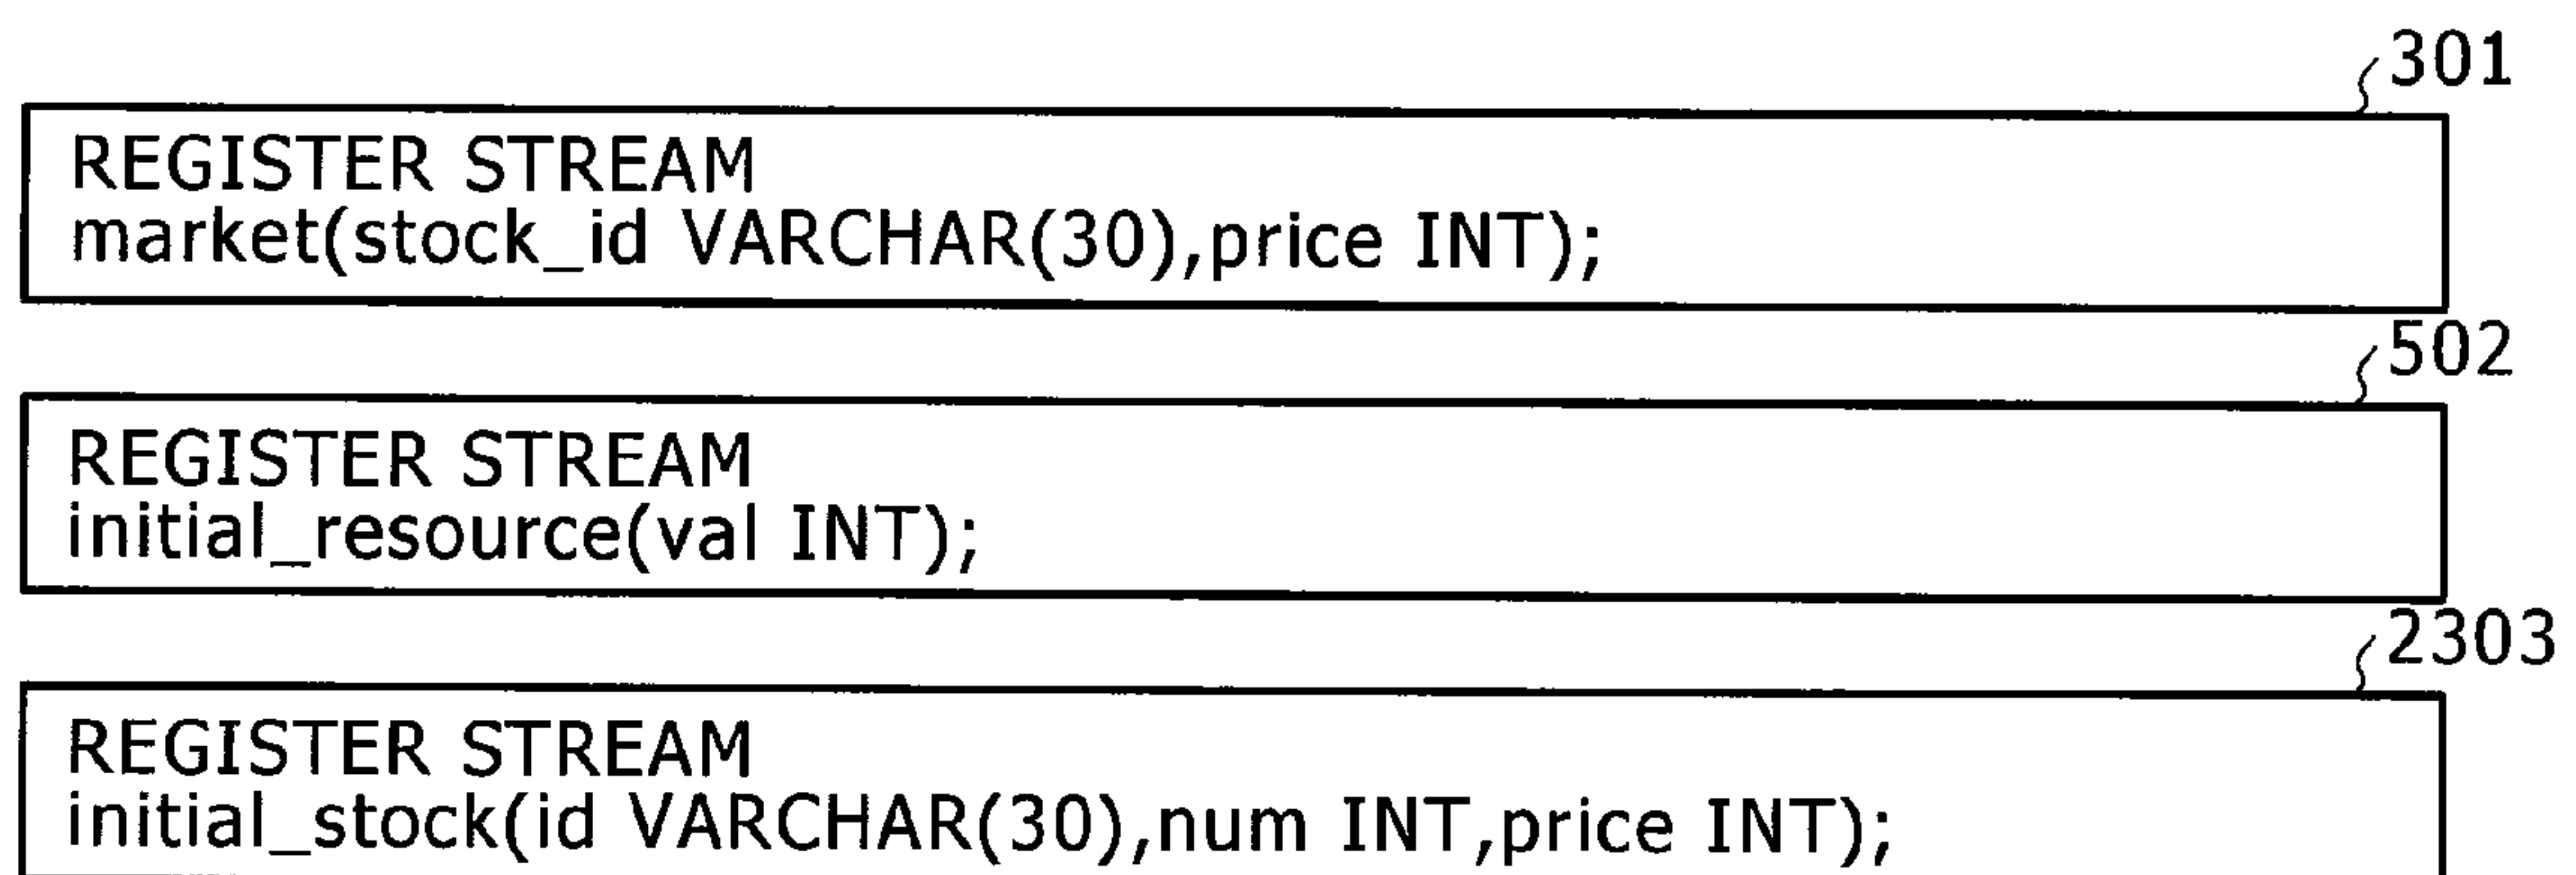 301
REGISTER STREAM
market(stock_id VARCHAR(30),price INT);
502
REGISTER STREAM
initial_resource(val INT);
2303
REGISTER STREAM
initial_stock(id VARCHAR(30),num INT,price INT);